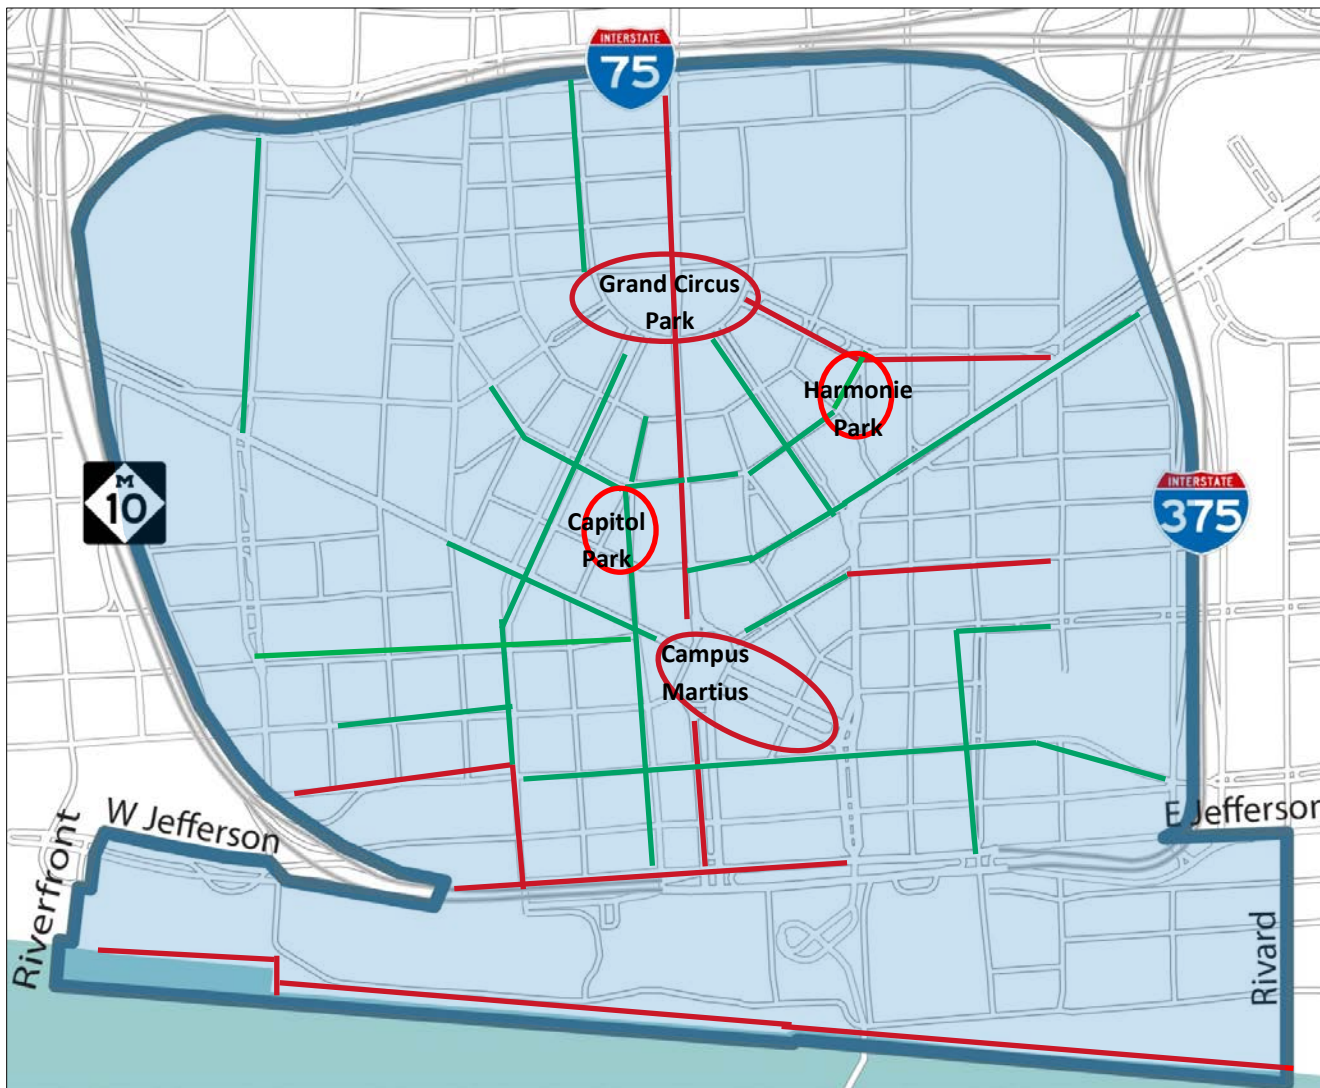 INTERSTATE
75
Grand Circus
Park
Harmonie
Park
M
10
INTERSTATE
375
Capitol
Park
Campus
Martius
W Jefferson
E Jefferson
Riverfront
Rivard